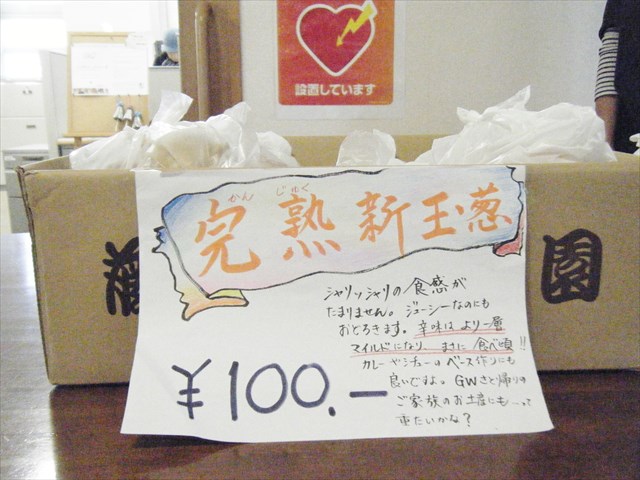 設置しています
かんじゅく
完熟新玉葱
園
シャリッシャリの食感が
たまりません。ジューシーなのにも
おどろきます。辛味はより一層
マイルドになり、まさに食べ頃!!
カレーやシチューのベース作りにも
良いですね。GWさと帰りの
ご家族のお土産にも…って
重たいかな?
¥100.-